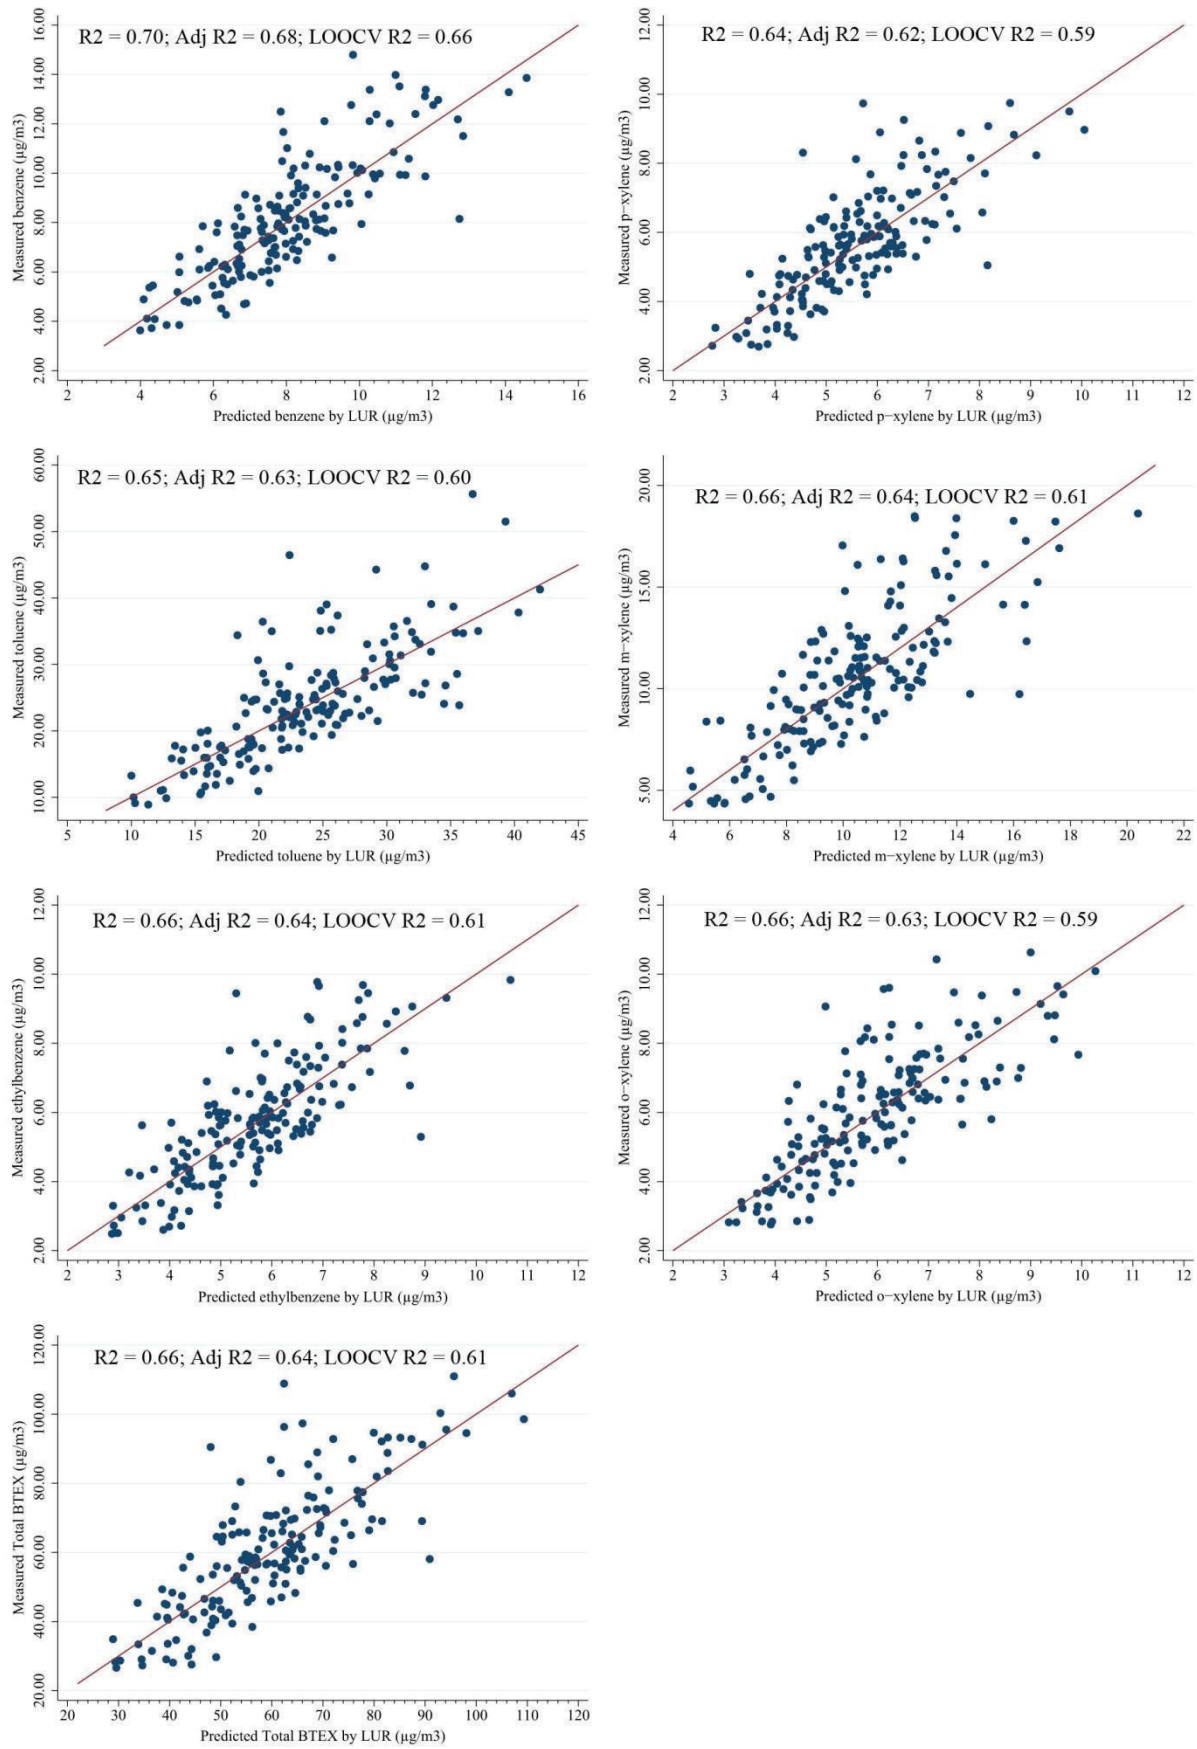 R2 = 0.70; Adj R2 = 0.68; LOOCV R2 = 0.66
Measured benzene (µg/m3)
16.00
14.00
12.00
10.00
8.00
6.00
4.00
2.00
2 4 6 8 10 12 14 16
Predicted benzene by LUR (µg/m3)
R2 = 0.64; Adj R2 = 0.62; LOOCV R2 = 0.59
Measured p−xylene (µg/m3)
12.00
10.00
8.00
6.00
4.00
2.00
2 3 4 5 6 7 8 9 10 11 12
Predicted p−xylene by LUR (µg/m3)
R2 = 0.65; Adj R2 = 0.63; LOOCV R2 = 0.60
Measured toluene (µg/m3)
60.00
50.00
40.00
30.00
20.00
10.00
5 10 15 20 25 30 35 40 45
Predicted toluene by LUR (µg/m3)
R2 = 0.66; Adj R2 = 0.64; LOOCV R2 = 0.61
Measured m−xylene (µg/m3)
20.00
15.00
10.00
5.00
4 6 8 10 12 14 16 18 20 22
Predicted m−xylene by LUR (µg/m3)
R2 = 0.66; Adj R2 = 0.64; LOOCV R2 = 0.61
Measured ethylbenzene (µg/m3)
12.00
10.00
8.00
6.00
4.00
2.00
2 3 4 5 6 7 8 9 10 11 12
Predicted ethylbenzene by LUR (µg/m3)
R2 = 0.66; Adj R2 = 0.63; LOOCV R2 = 0.59
Measured o−xylene (µg/m3)
12.00
10.00
8.00
6.00
4.00
2.00
2 3 4 5 6 7 8 9 10 11 12
Predicted o−xylene by LUR (µg/m3)
R2 = 0.66; Adj R2 = 0.64; LOOCV R2 = 0.61
Measured Total BTEX (µg/m3)
120.00
100.00
80.00
60.00
40.00
20.00
20 30 40 50 60 70 80 90 100 110 120
Predicted Total BTEX by LUR (µg/m3)